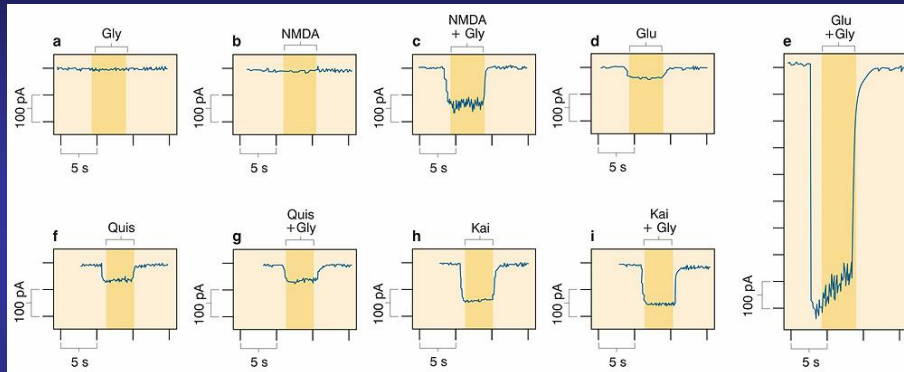 a
Gly
100 pA
5 s
b
NMDA
100 pA
5 s
c
NMDA
+ Gly
100 pA
5 s
d
Glu
100 pA
5 s
e
Glu
+Gly
100 pA
5 s
f
Quis
100 pA
5 s
g
Quis
+Gly
100 pA
5 s
h
Kai
100 pA
5 s
i
Kai
+ Gly
100 pA
5 s